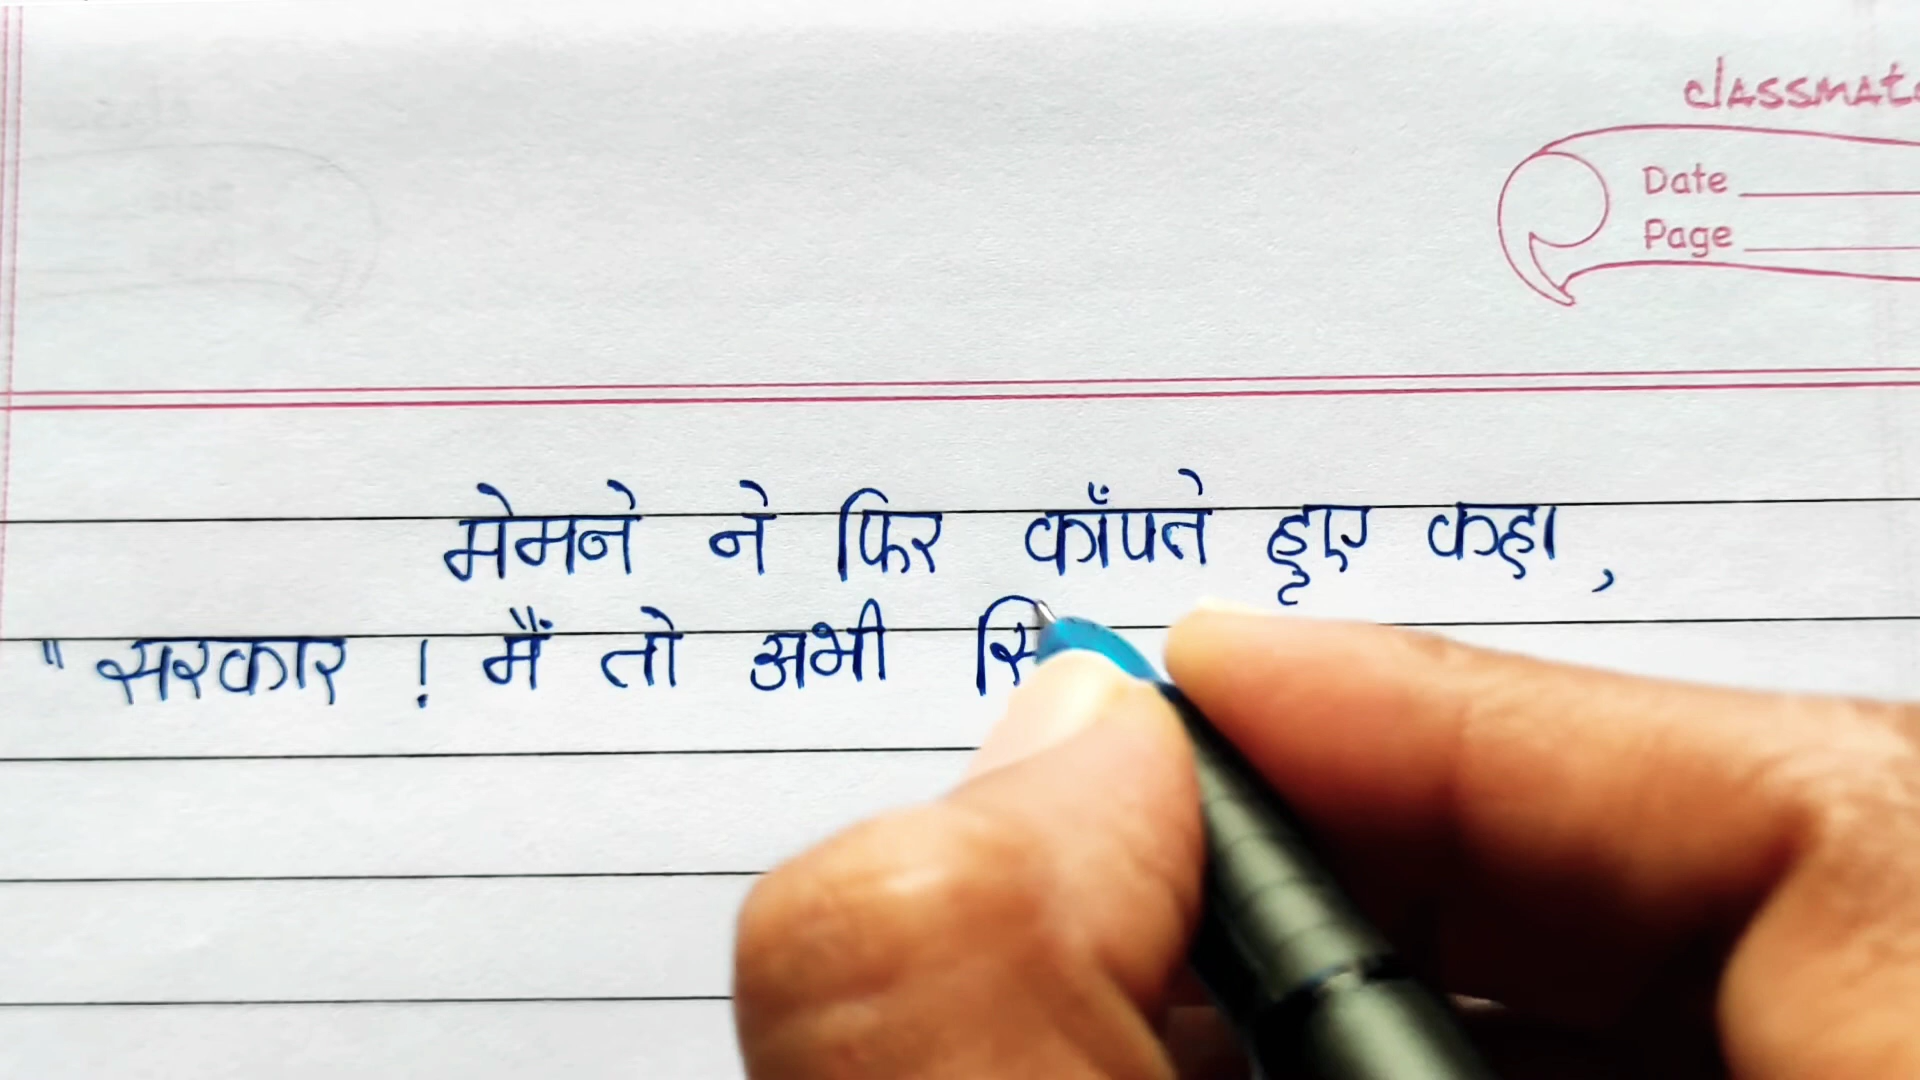 classmate
Date
Page
मेमने ने फिर काँपते हुए कहा,
"सरकार ! मैं तो अभी सि